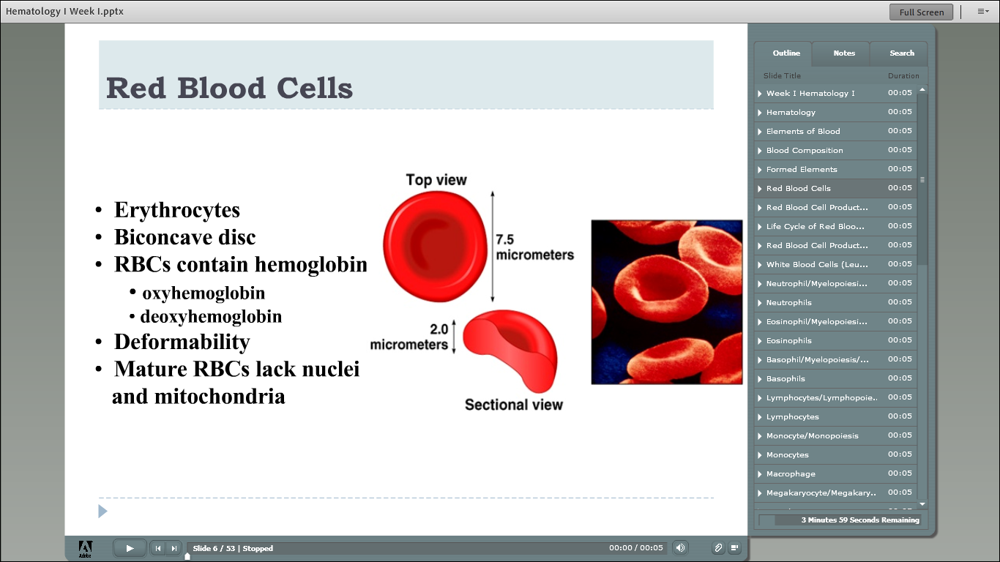 Hematology I Week I.pptx
Full Screen
Red Blood Cells
• Erythrocytes
• Biconcave disc
• RBCs contain hemoglobin
• oxyhemoglobin
• deoxyhemoglobin
• Deformability
• Mature RBCs lack nuclei
and mitochondria
Top view
7.5
micrometers
2.0
micrometers
Sectional view
Outline Notes Search
Slide Title Duration
Week I Hematology I 00:05
Hematology 00:05
Elements of Blood 00:05
Blood Composition 00:05
Formed Elements 00:05
Red Blood Cells 00:05
Red Blood Cell Product... 00:05
Life Cycle of Red Bloo... 00:05
Red Blood Cell Product... 00:05
White Blood Cells (Leu... 00:05
Neutrophil/Myelopoiesi... 00:05
Neutrophils 00:05
Eosinophil/Myelopoiesi... 00:05
Eosinophils 00:05
Basophil/Myelopoiesis/... 00:05
Basophils 00:05
Lymphocytes/Lymphopoie.. 00:05
Lymphocytes 00:05
Monocyte/Monopoiesis 00:05
Monocytes 00:05
Macrophage 00:05
Megakaryocyte/Megakary.. 00:05
3 Minutes 59 Seconds Remaining
Adobe
Slide 6 / 53 | Stopped 00:00 / 00:05